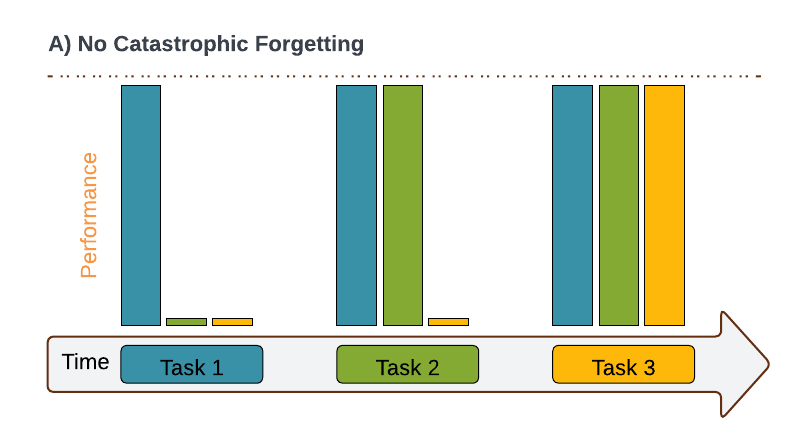 A) No Catastrophic Forgetting
Performance
Time
Task 1
Task 2
Task 3